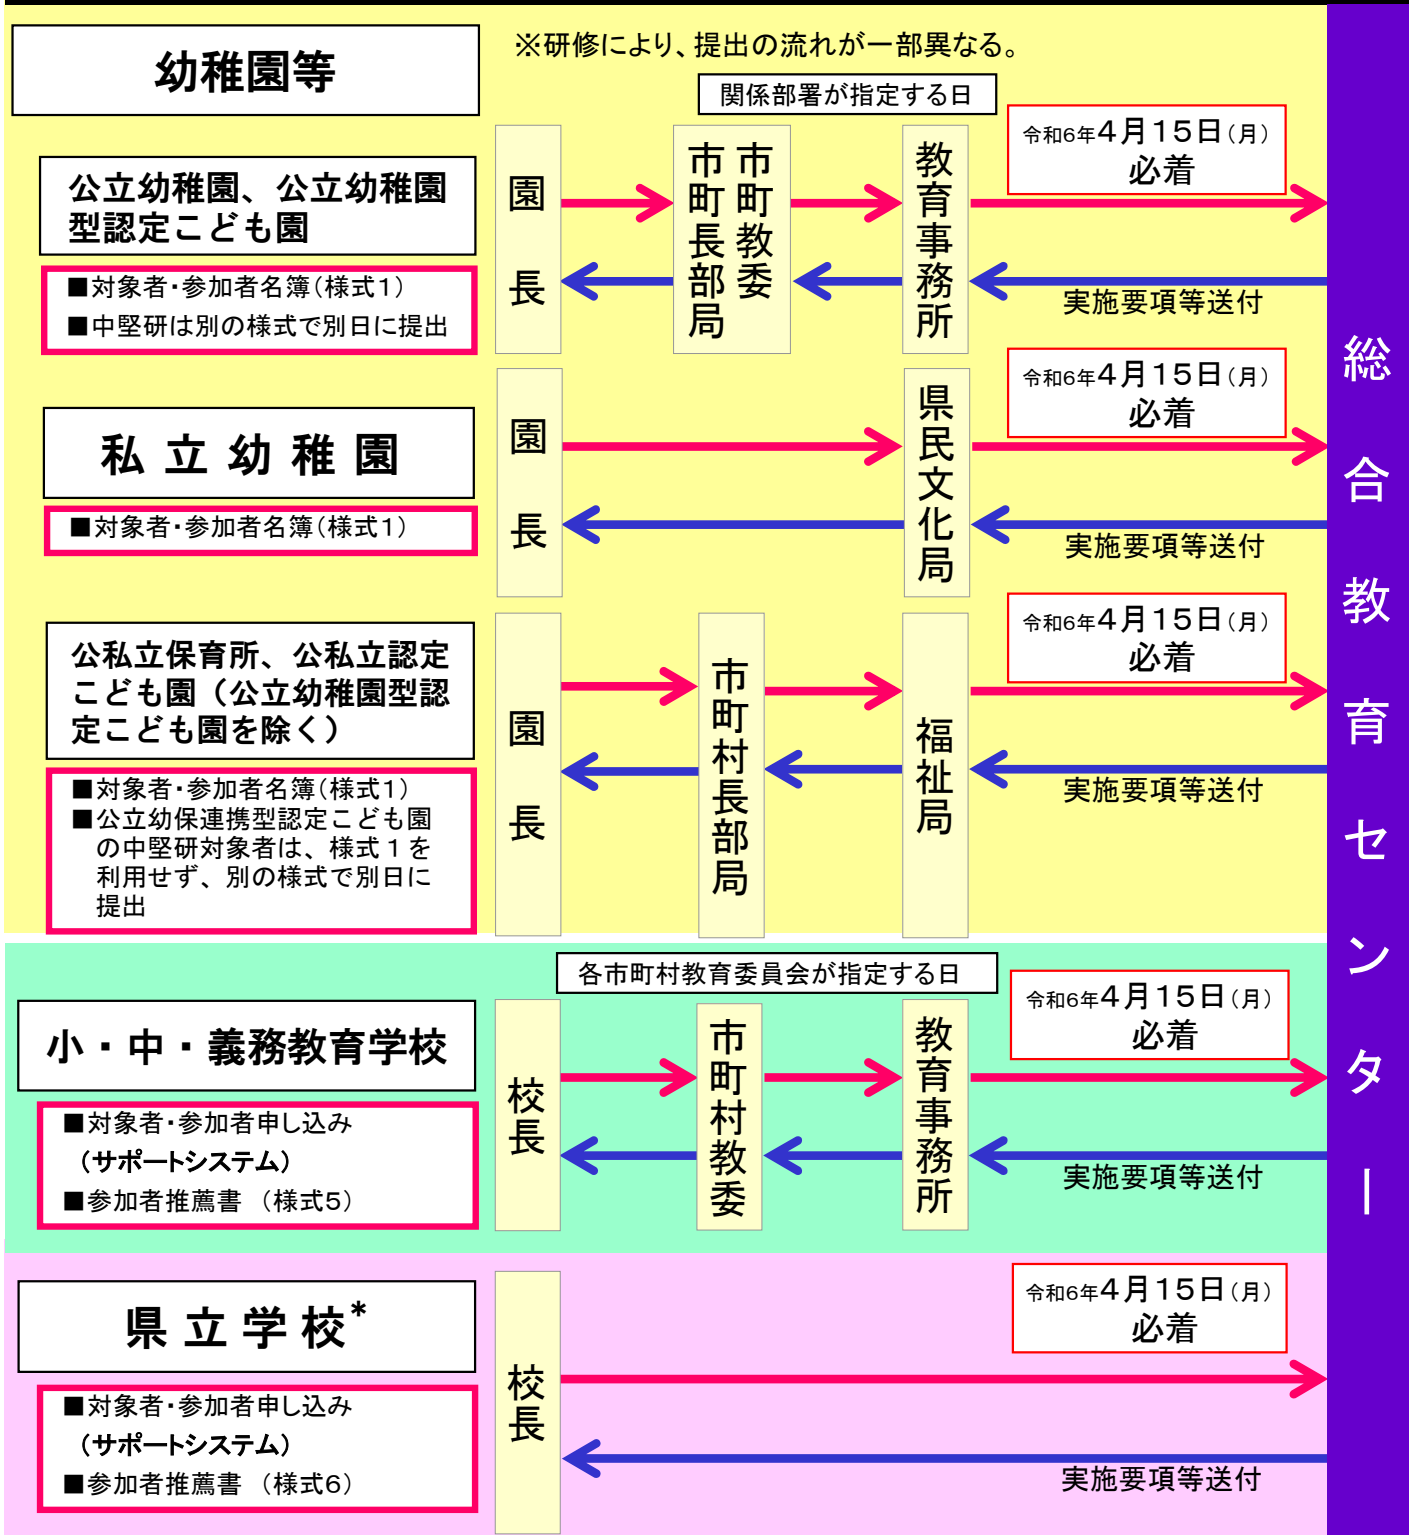 幼稚園等
※研修により、提出の流れが一部異なる。
関係部署が指定する日
公立幼稚園、公立幼稚園
型認定こども園
■対象者・参加者名簿（様式1）
■中堅研は別の様式で別日に提出
園長
市町教委
市町長部局
教育事務所
令和6年4月15日（月）
必着
実施要項等送付
私立幼稚園
■対象者・参加者名簿（様式1）
園長
県民文化局
令和6年4月15日（月）
必着
実施要項等送付
公私立保育所、公私立認定
こども園（公立幼稚園型認
定こども園を除く）
■対象者・参加者名簿（様式1）
■公立幼保連携型認定こども園
の中堅研対象者は、様式１を
利用せず、別の様式で別日に
提出
園長
市町村長部局
福祉局
令和6年4月15日（月）
必着
実施要項等送付
各市町村教育委員会が指定する日
小・中・義務教育学校
■対象者・参加者申し込み
（サポートシステム）
■参加者推薦書　（様式5）
校長
市町村教委
教育事務所
令和6年4月15日（月）
必着
実施要項等送付
県立学校*
■対象者・参加者申し込み
（サポートシステム）
■参加者推薦書　（様式6）
校長
令和6年4月15日（月）
必着
実施要項等送付
総合教育センター